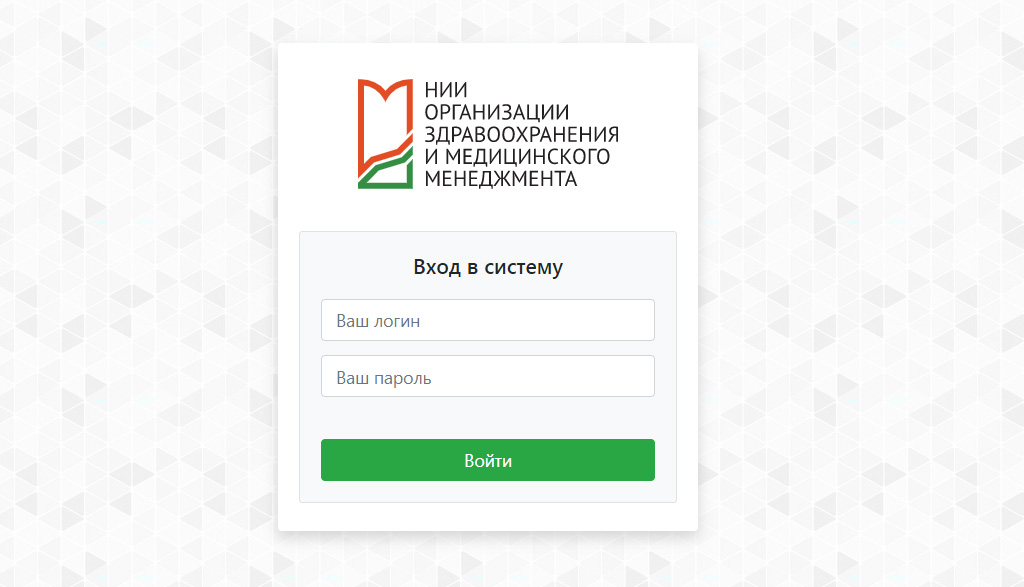 НИИ
ОРГАНИЗАЦИИ
ЗДРАВООХРАНЕНИЯ
И МЕДИЦИНСКОГО
МЕНЕДЖМЕНТА
Вход в систему
Ваш логин
Ваш пароль
Войти